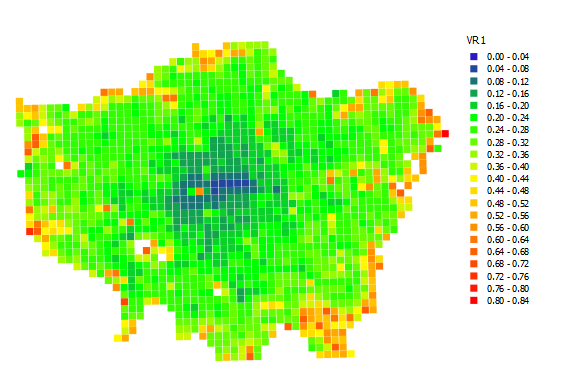 VR1
0.00 - 0.04
0.04 - 0.08
0.08 - 0.12
0.12 - 0.16
0.16 - 0.20
0.20 - 0.24
0.24 - 0.28
0.28 - 0.32
0.32 - 0.36
0.36 - 0.40
0.40 - 0.44
0.44 - 0.48
0.48 - 0.52
0.52 - 0.56
0.56 - 0.60
0.60 - 0.64
0.64 - 0.68
0.68 - 0.72
0.72 - 0.76
0.76 - 0.80
0.80 - 0.84